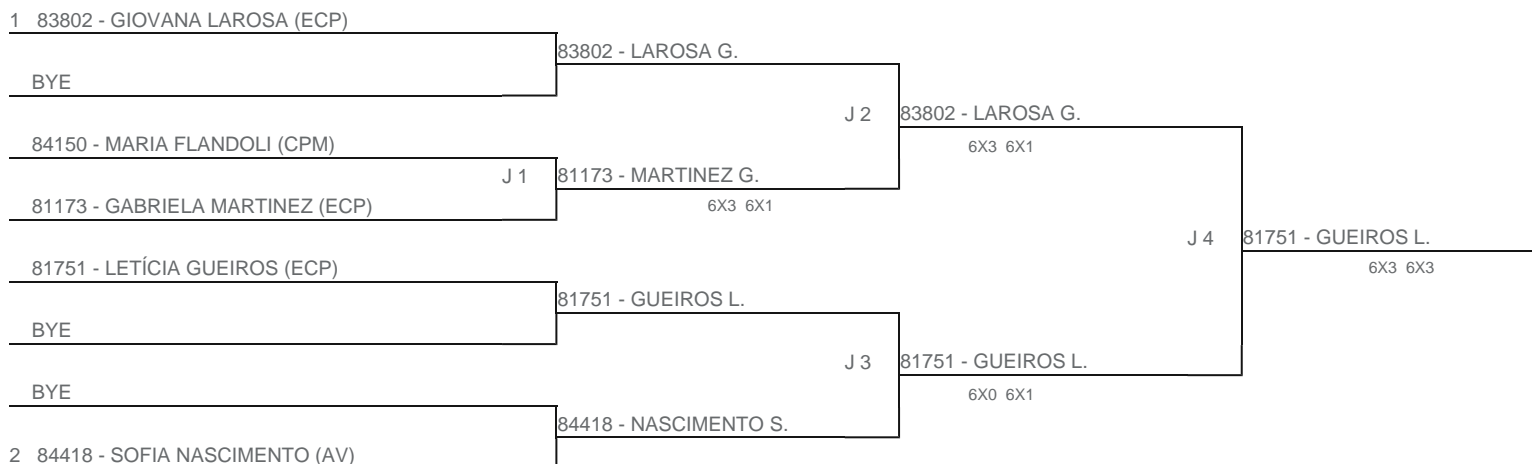 1 83802 - GIOVANA LAROSA (ECP)
83802 - LAROSA G.
BYE
J 2
83802 - LAROSA G.
6X3 6X1
84150 - MARIA FLANDOLI (CPM)
J 1
81173 - MARTINEZ G.
6X3 6X1
81173 - GABRIELA MARTINEZ (ECP)
J 4
81751 - GUEIROS L.
6X3 6X3
81751 - LETÍCIA GUEIROS (ECP)
81751 - GUEIROS L.
BYE
J 3
81751 - GUEIROS L.
6X0 6X1
BYE
84418 - NASCIMENTO S.
2 84418 - SOFIA NASCIMENTO (AV)